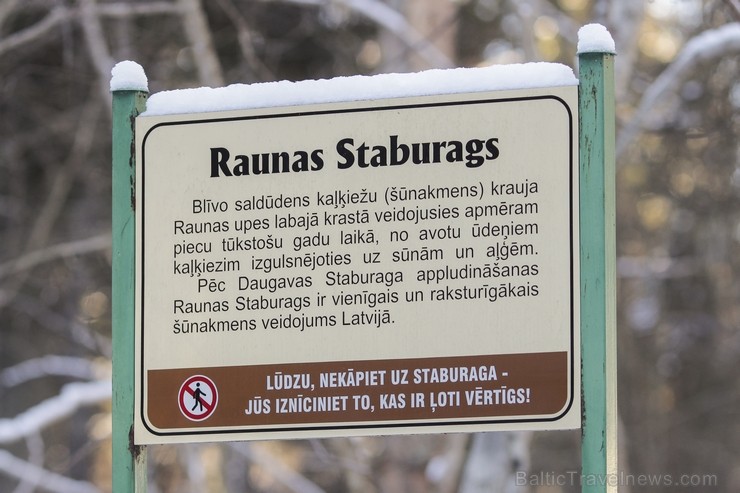 Raunas Staburags
Blīvo saldūdens kaļķiežu (šūnakmens) krauja
Raunas upes labajā krastā veidojusies apmēram
piecu tūkstošu gadu laikā, no avotu ūdeņiem
kaļķiezim izgulsnējoties uz sūnām un aļģēm.
Pēc Daugavas Staburaga appludināšanas
Raunas Staburags ir vienīgais un raksturīgākais
šūnakmens veidojums Latvijā.
LŪDZU, NEKĀPIET UZ STABURAGA -
JŪS IZNĪCINIET TO, KAS IR ĻOTI VĒRTĪGS!
BalticTravelnews.com